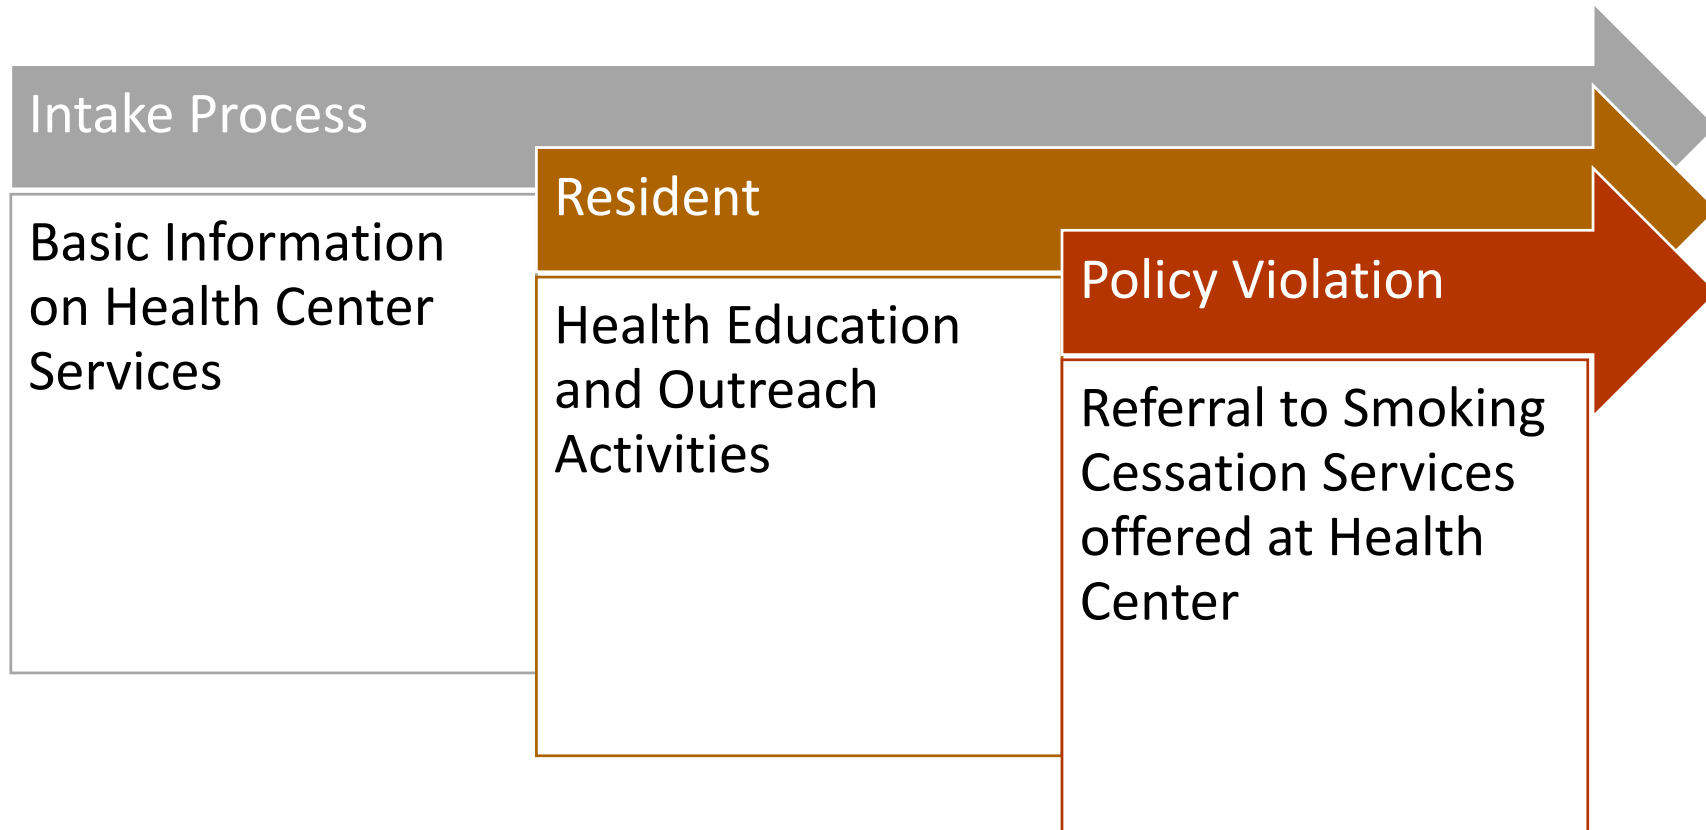 Intake Process
Basic Information
on Health Center
Services
Resident
Health Education
and Outreach
Activities
Policy Violation
Referral to Smoking
Cessation Services
offered at Health
Center